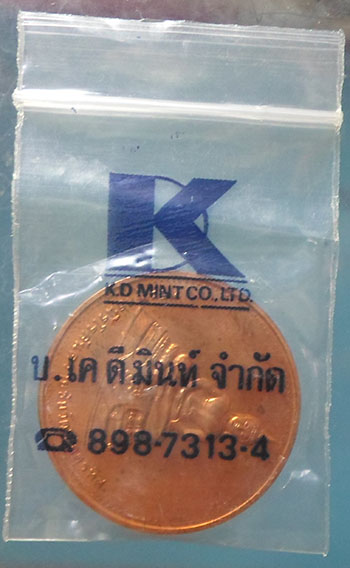 K.D MINT CO., LTD.
บ.เค ดี มินท์ จำกัด
☎ 898-7313-4